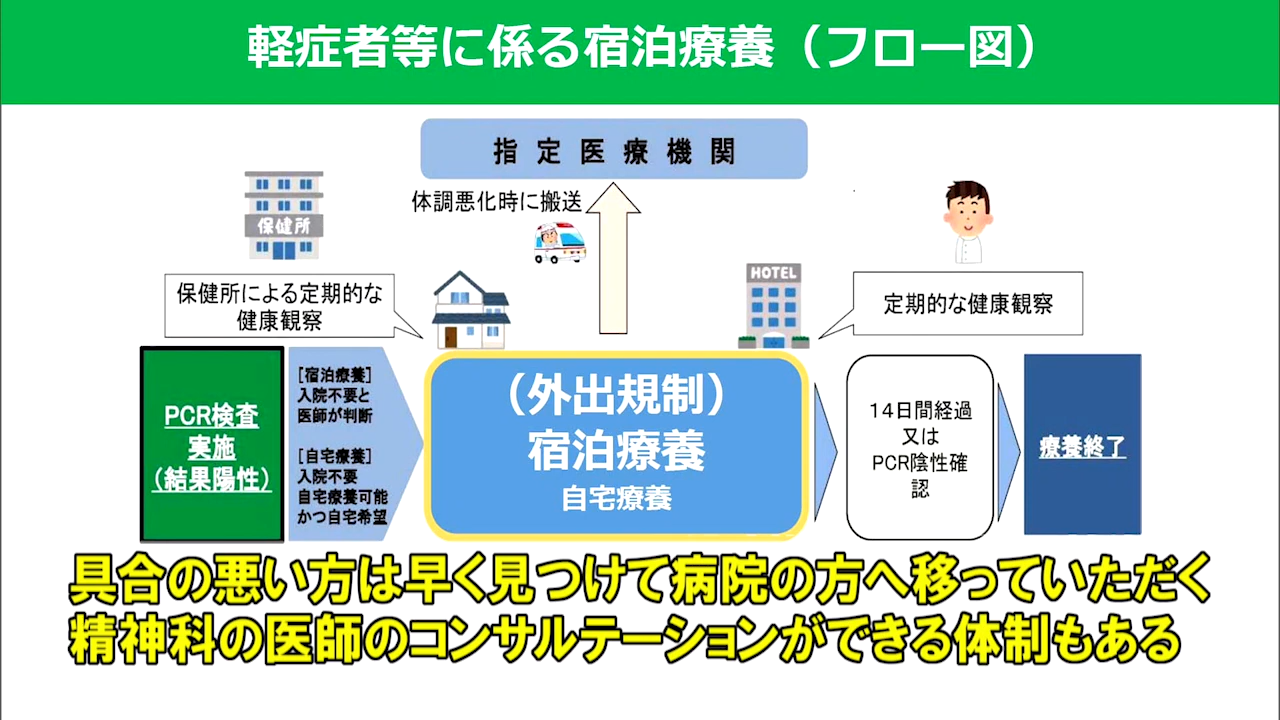 軽症者等に係る宿泊療養（フロー図）
指定医療機関
体調悪化時に搬送
保健所
HOTEL
保健所による定期的な
健康観察
定期的な健康観察
PCR検査
実施
（結果陽性）
［宿泊療養］
入院不要と
医師が判断
［自宅療養］
入院不要
自宅療養可能
かつ自宅希望
（外出規制）
宿泊療養
自宅療養
14日間経過
又は
PCR陰性確
認
療養終了
具合の悪い方は早く見つけて病院の方へ移っていただく
精神科の医師のコンサルテーションができる体制もある